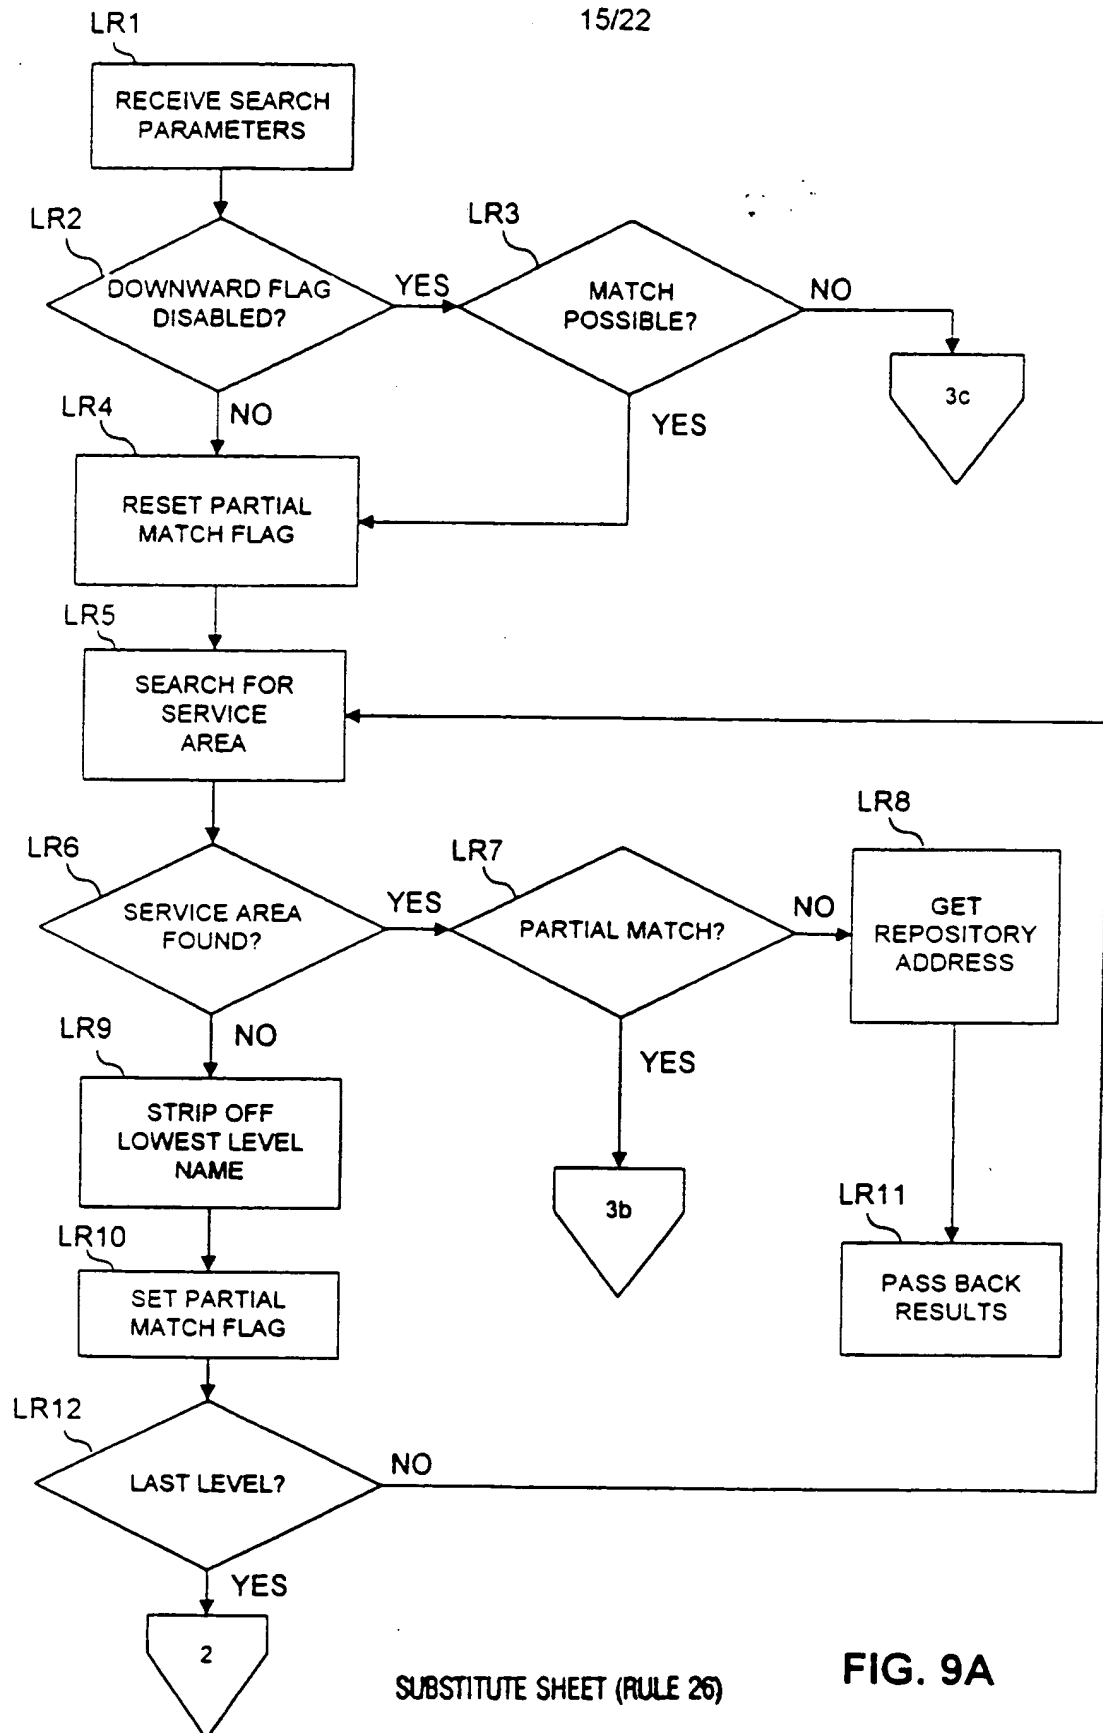 15/22
LR1
RECEIVE SEARCH
PARAMETERS
LR2
DOWNWARD FLAG
DISABLED?
YES
LR3
MATCH
POSSIBLE?
NO
3c
NO
YES
LR4
RESET PARTIAL
MATCH FLAG
LR5
SEARCH FOR
SERVICE
AREA
LR6
SERVICE AREA
FOUND?
YES
LR7
PARTIAL MATCH?
NO
LR8
GET
REPOSITORY
ADDRESS
NO
YES
LR9
STRIP OFF
LOWEST LEVEL
NAME
3b
LR11
PASS BACK
RESULTS
LR10
SET PARTIAL
MATCH FLAG
LR12
LAST LEVEL?
NO
YES
2
SUBSTITUTE SHEET (RULE 26)
FIG. 9A